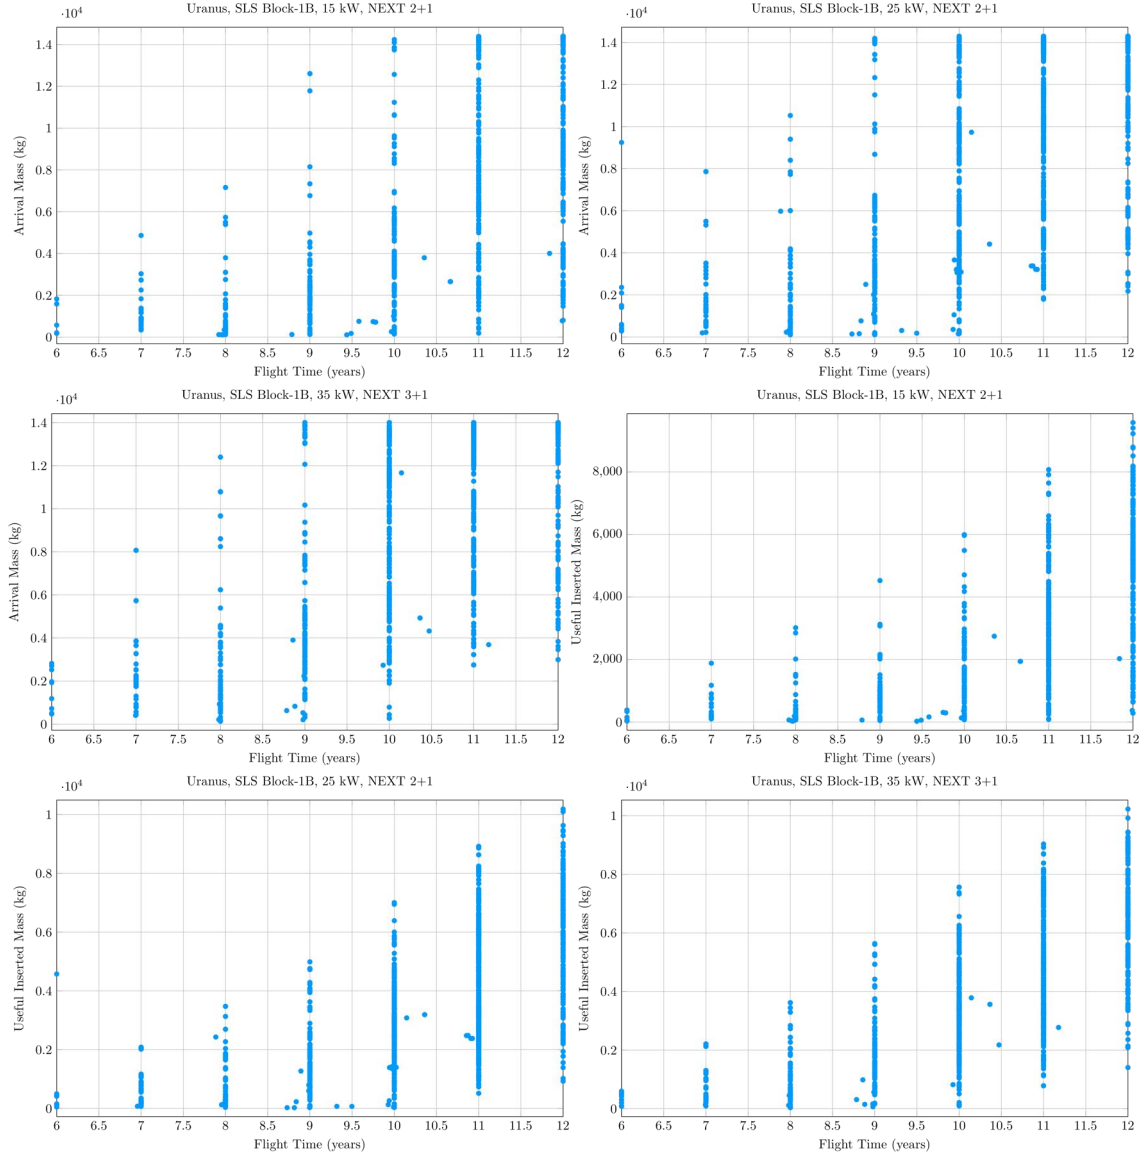 Uranus, SLS Block-1B, 15 kW, NEXT 2+1
·10⁴
1.4
1.2
1
0.8
0.6
0.4
0.2
0
Arrival Mass (kg)
6 6.5 7 7.5 8 8.5 9 9.5 10 10.5 11 11.5 12
Flight Time (years)
Uranus, SLS Block-1B, 25 kW, NEXT 2+1
·10⁴
1.4
1.2
1
0.8
0.6
0.4
0.2
0
Arrival Mass (kg)
6 6.5 7 7.5 8 8.5 9 9.5 10 10.5 11 11.5 12
Flight Time (years)
Uranus, SLS Block-1B, 35 kW, NEXT 3+1
·10⁴
1.4
1.2
1
0.8
0.6
0.4
0.2
0
Arrival Mass (kg)
6 6.5 7 7.5 8 8.5 9 9.5 10 10.5 11 11.5 12
Flight Time (years)
Uranus, SLS Block-1B, 15 kW, NEXT 2+1
8,000
6,000
4,000
2,000
0
Useful Inserted Mass (kg)
6 6.5 7 7.5 8 8.5 9 9.5 10 10.5 11 11.5 12
Flight Time (years)
Uranus, SLS Block-1B, 25 kW, NEXT 2+1
·10⁴
1
0.8
0.6
0.4
0.2
0
Useful Inserted Mass (kg)
6 6.5 7 7.5 8 8.5 9 9.5 10 10.5 11 11.5 12
Flight Time (years)
Uranus, SLS Block-1B, 35 kW, NEXT 3+1
·10⁴
1
0.8
0.6
0.4
0.2
0
Useful Inserted Mass (kg)
6 6.5 7 7.5 8 8.5 9 9.5 10 10.5 11 11.5 12
Flight Time (years)